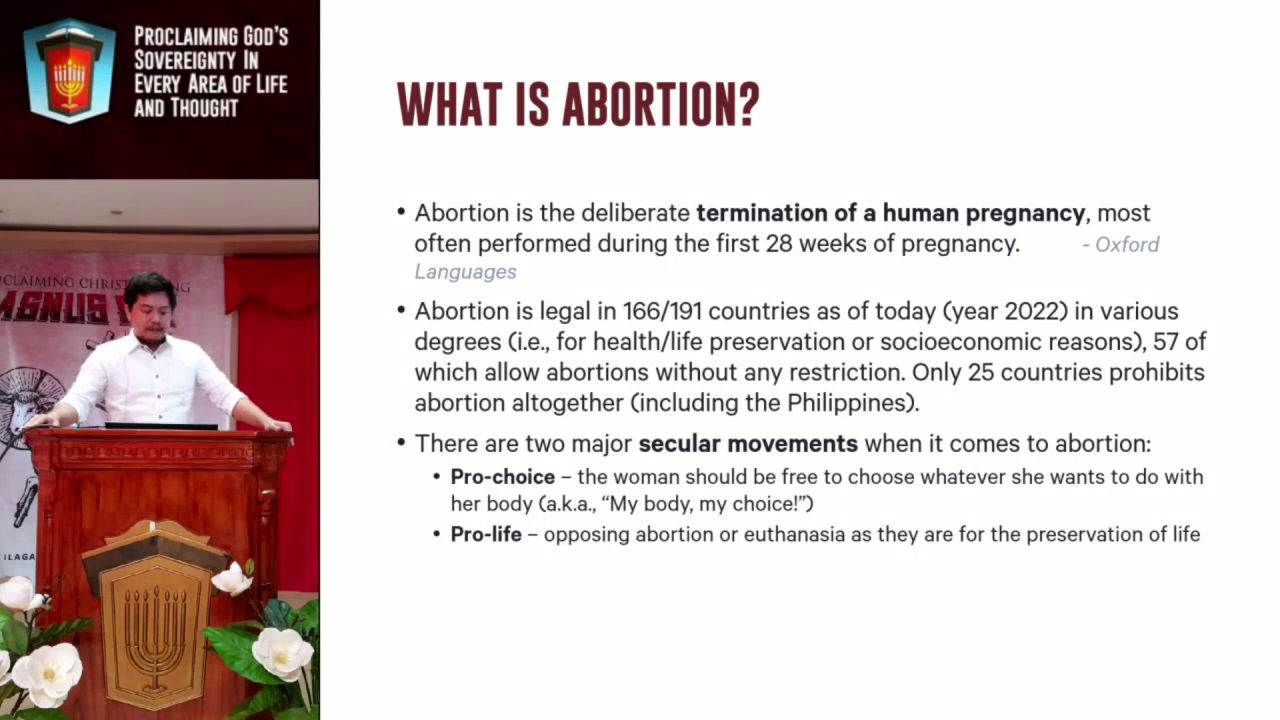 PROCLAIMING GOD'S
SOVEREIGNTY IN
EVERY AREA OF LIFE
AND THOUGHT
WHAT IS ABORTION?
• Abortion is the deliberate termination of a human pregnancy, most
often performed during the first 28 weeks of pregnancy. - Oxford
Languages
• Abortion is legal in 166/191 countries as of today (year 2022) in various
degrees (i.e., for health/life preservation or socioeconomic reasons), 57 of
which allow abortions without any restriction. Only 25 countries prohibits
abortion altogether (including the Philippines).
• There are two major secular movements when it comes to abortion:
• Pro-choice – the woman should be free to choose whatever she wants to do with
her body (a.k.a., “My body, my choice!”)
• Pro-life – opposing abortion or euthanasia as they are for the preservation of life